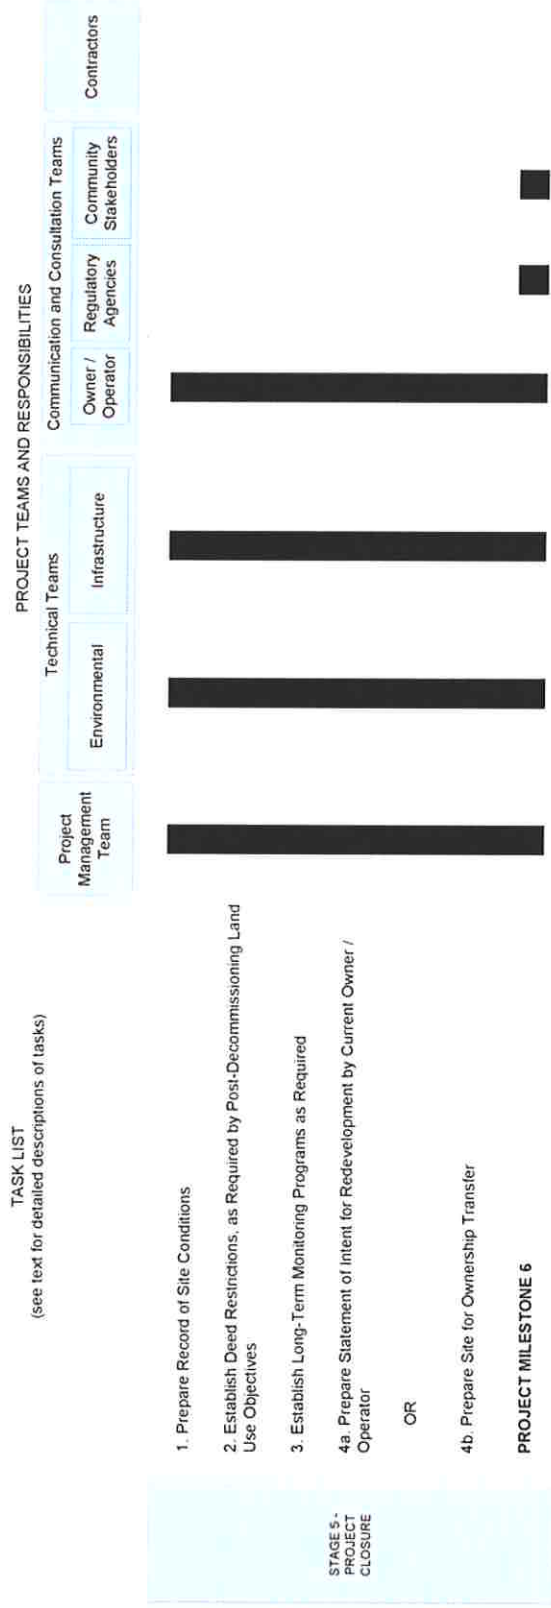 TASK LIST
(see text for detailed descriptions of tasks)
PROJECT TEAMS AND RESPONSIBILITIES
Project
Management
Team
Technical Teams
Environmental
Infrastructure
Communication and Consultation Teams
Owner /
Operator
Regulatory
Agencies
Community
Stakeholders
Contractors
STAGE 5 -
PROJECT
CLOSURE
1. Prepare Record of Site Conditions
2. Establish Deed Restrictions, as Required by Post-Decommissioning Land
Use Objectives
3. Establish Long-Term Monitoring Programs as Required
4a. Prepare Statement of Intent for Redevelopment by Current Owner /
Operator
OR
4b. Prepare Site for Ownership Transfer
PROJECT MILESTONE 6